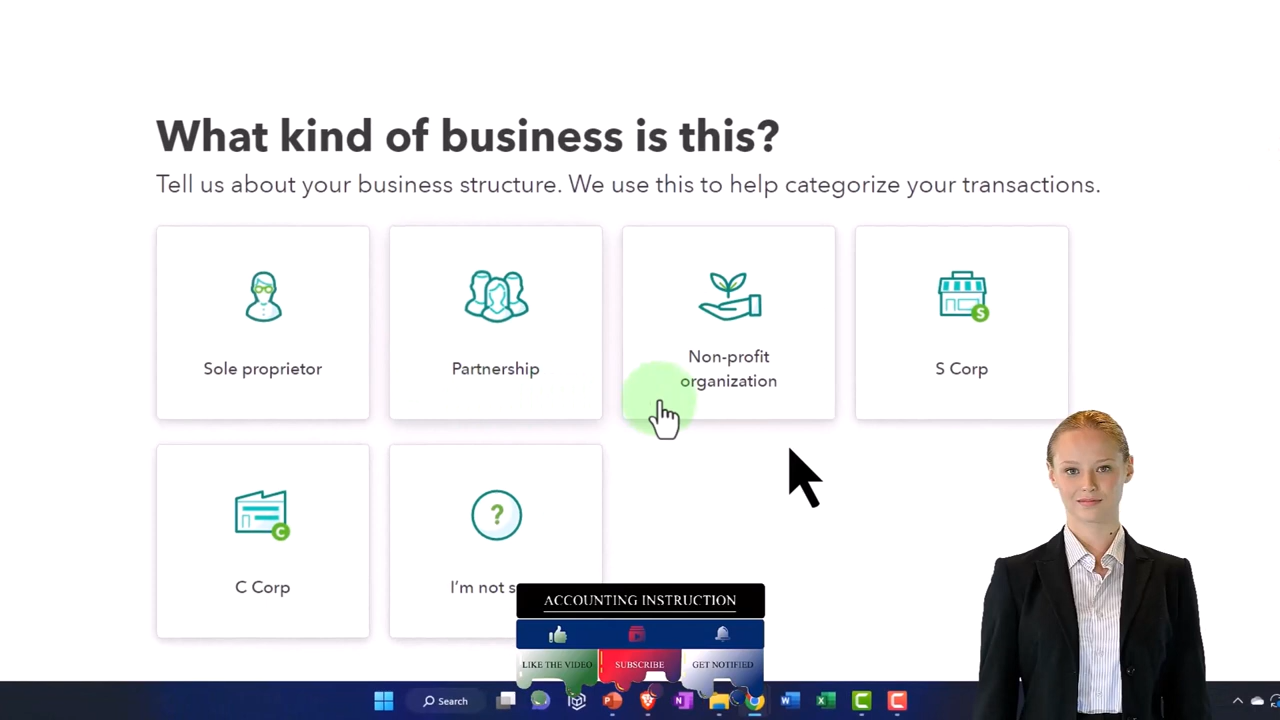 What kind of business is this?
Tell us about your business structure. We use this to help categorize your transactions.
Sole proprietor
Partnership
Non-profit
organization
S
S Corp
C
C Corp
?
I'm not s
ACCOUNTING INSTRUCTION
LIKE THE VIDEO
SUBSCRIBE
GET NOTIFIED
Search